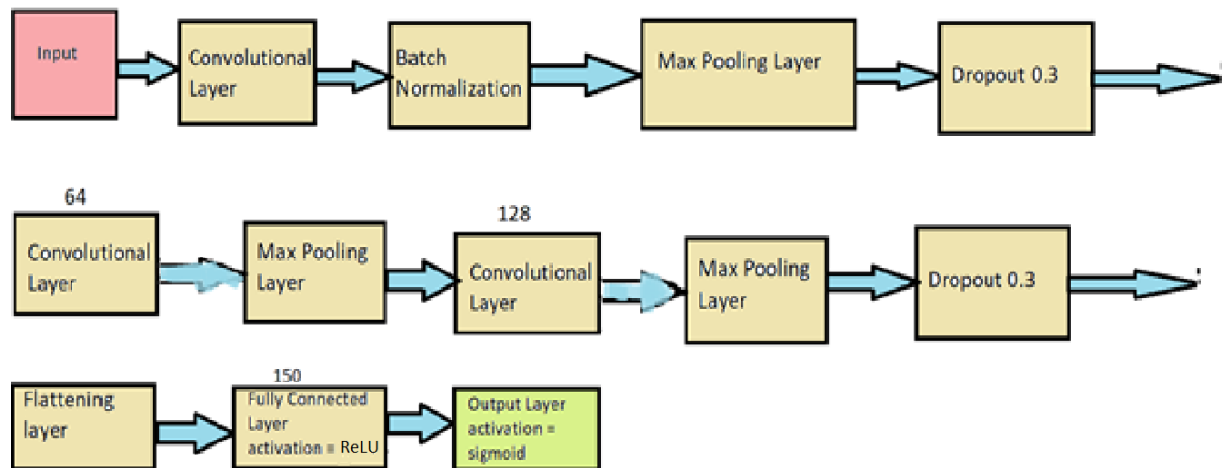 Input
Convolutional
Layer
Batch
Normalization
Max Pooling Layer
Dropout 0.3
64
Convolutional
Layer
Max Pooling
Layer
128
Convolutional
Layer
Max Pooling
Layer
Dropout 0.3
Flattening
layer
150
Fully Connected
Layer
activation = ReLU
Output Layer
activation =
sigmoid